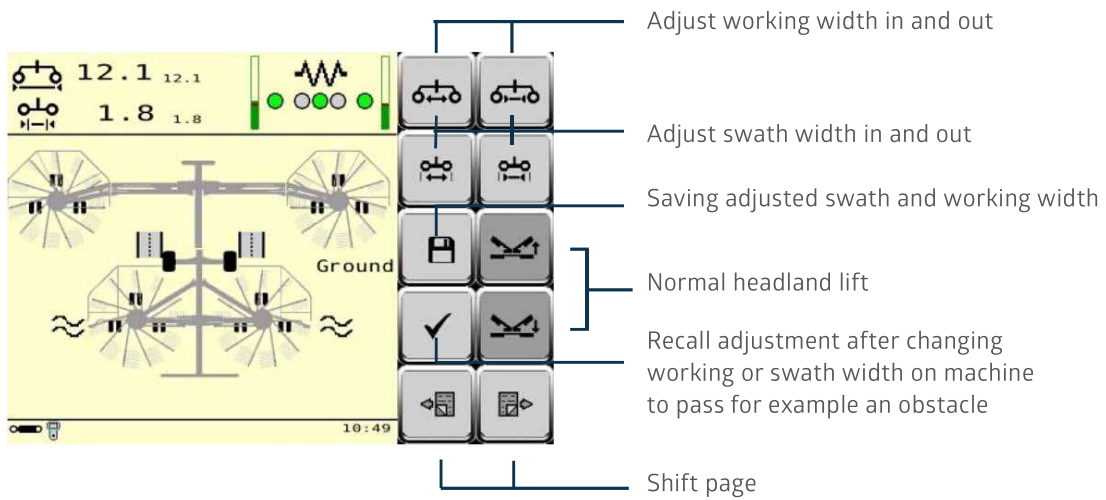 Adjust working width in and out
12.1 12.1
1.8 1.8
Adjust swath width in and out
Saving adjusted swath and working width
Ground
Normal headland lift
Recall adjustment after changing
working or swath width on machine
to pass for example an obstacle
10:49
Shift page